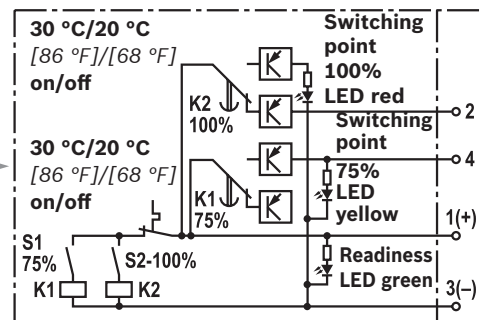 30 °C/20 °C
[86 °F]/[68 °F]
on/off
Switching
point
100%
LED red
K2
100%
2
Switching
point
75%
LED
yellow
4
30 °C/20 °C
[86 °F]/[68 °F]
on/off
K1
75%
1(+)
S1
75%
S2-100%
Readiness
LED green
K1
K2
3(–)